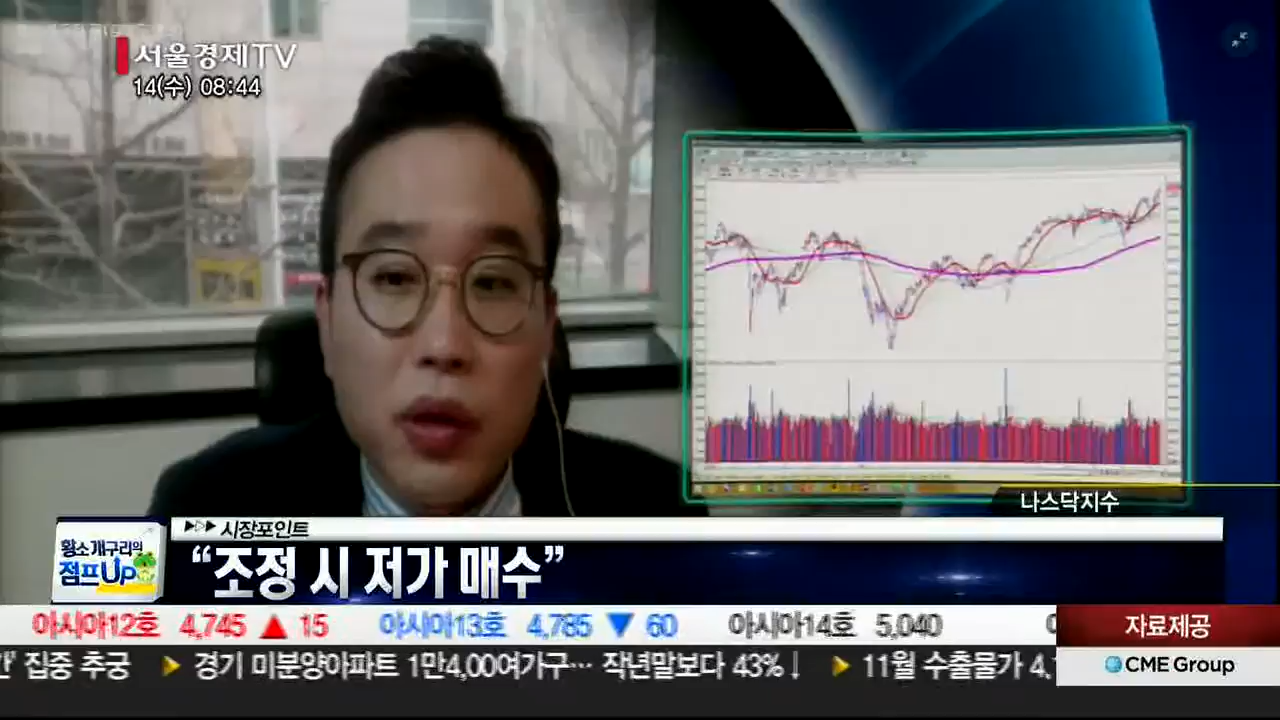 서울경제TV
14(수) 08:44
나스닥지수
황소개구리의
점프Up
시장포인트
“조정 시 저가 매수”
아시아12호 4,745 ▲ 15 아시아13호 4,785 ▼ 60 아시아14호 5,040
자료제공
집중 추궁 ▶ 경기 미분양아파트 1만4,00여가구… 작년말보다 43%↓ ▶ 11월 수출물가
CME Group